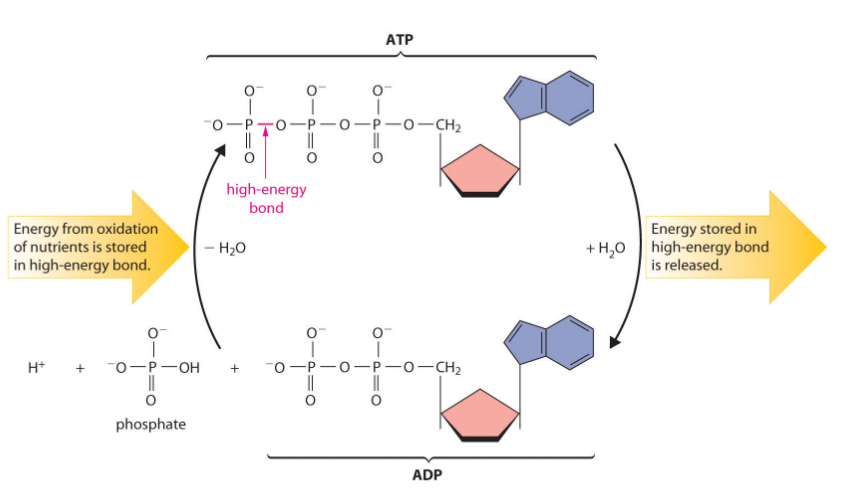 ATP
O⁻ O⁻ O⁻
⁻O—P—O—P—O—P—O—CH₂
O O O
high-energy
bond
Energy from oxidation
of nutrients is stored
in high-energy bond.
− H₂O
+ H₂O
Energy stored in
high-energy bond
is released.
O⁻ O⁻ O⁻
H⁺ + ⁻O—P—OH + ⁻O—P—O—P—O—CH₂
O O O
phosphate
ADP